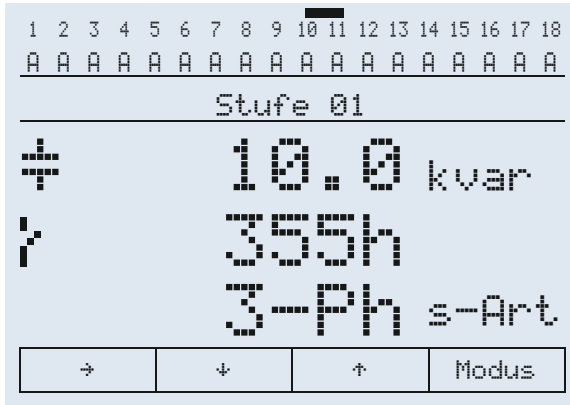 1 2 3 4 5 6 7 8 9 10 11 12 13 14 15 16 17 18
A A A A A A A A A A A A A A A A A A
Stufe 01
10.0 kvar
355h
3-Ph s-Art
→ ↓ ↑ Modus